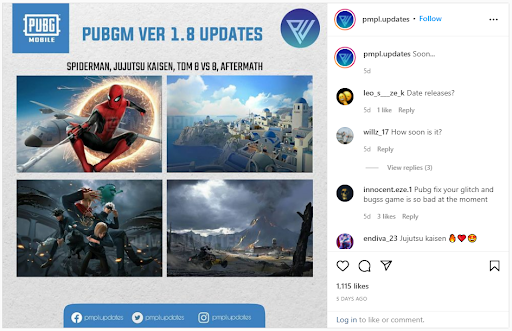 PUBG
MOBILE
PUBGM VER 1.8 UPDATES
SPIDERMAN, JUJUTSU KAISEN, TDM 8 VS 8, AFTERMATH
pmplupdates
pmplupdates
pmplupdates
pmpl.updates • Follow
pmpl.updates Soon...
5d
leo_s___ze_k Date releases?
5d 1 like Reply
willz_17 How soon is it?
5d Reply
View replies (3)
innocent.eze.1 Pubg fix your glitch and
bugss game is so bad at the moment
5d 3 likes Reply
endiva_23 Jujutsu kaisen 🔥❤️😍
1,115 likes
5 DAYS AGO
Log in to like or comment.